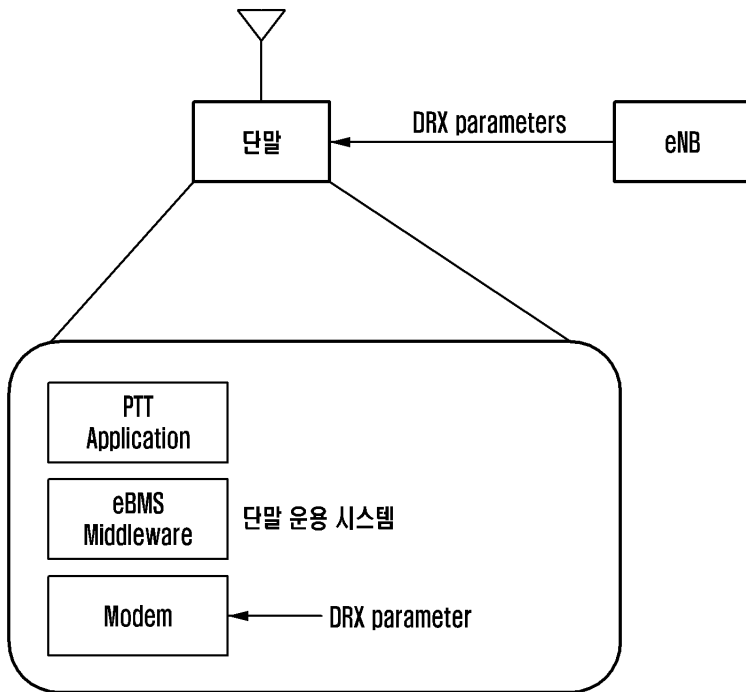 DRX parameters
단말
eNB
PTT
Application
eBMS
Middleware
단말 운용 시스템
Modem
DRX parameter